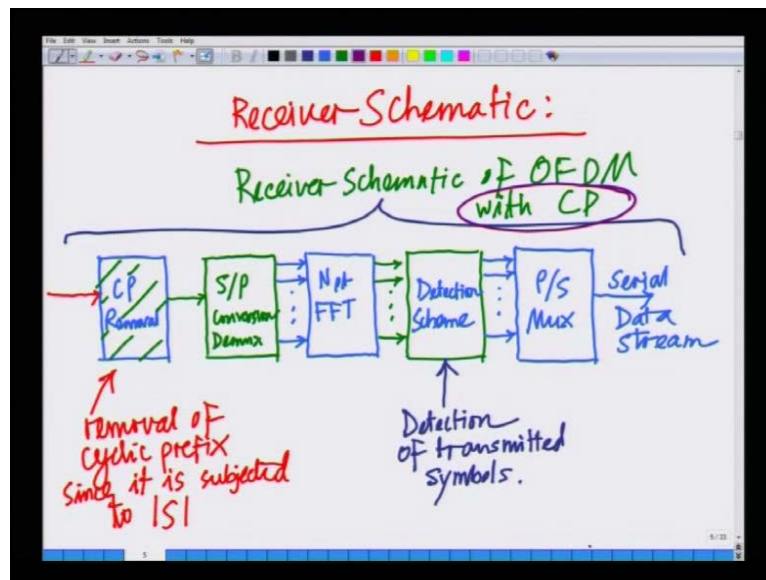 File Edit View Insert Actions Tools Help
Receiver Schematic:
Receiver Schematic of OFDM
with CP
CP
Removal
S/P
Conversion
Demux
Npt
FFT
Detection
Scheme
P/S
Mux
Serial
Data
Stream
removal of
cyclic prefix
since it is subjected
to ISI
Detection
of transmitted
symbols.
5